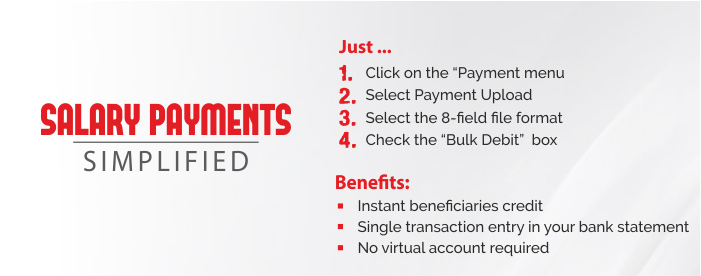 SALARY PAYMENTS
SIMPLIFIED
Just ...
1. Click on the “Payment menu
2. Select Payment Upload
3. Select the 8-field file format
4. Check the “Bulk Debit” box
Benefits:
▪ Instant beneficiaries credit
▪ Single transaction entry in your bank statement
▪ No virtual account required